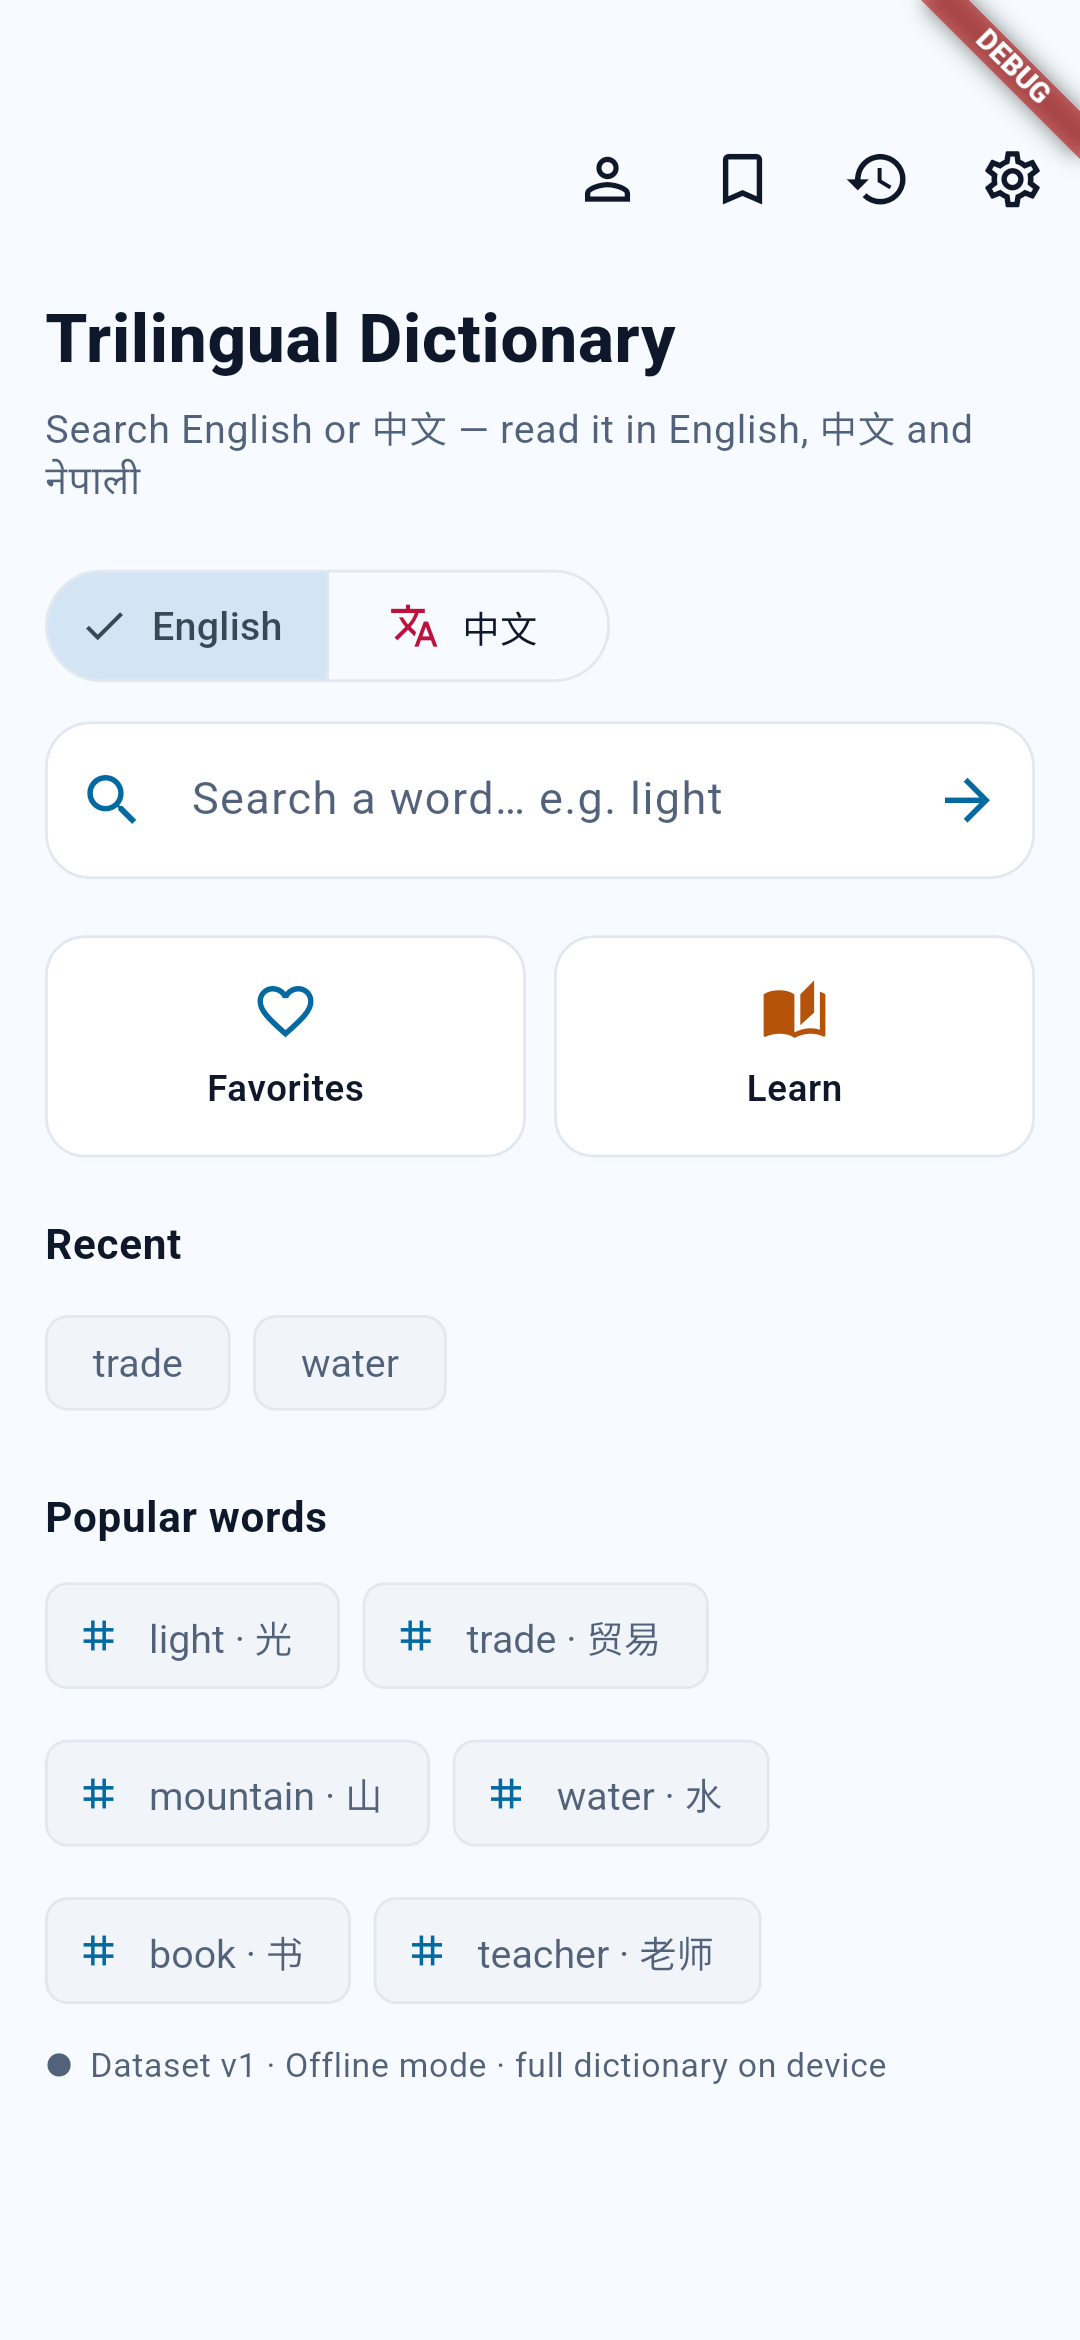 DEBUG
Trilingual Dictionary
Search English or 中文 — read it in English, 中文 and
नेपाली
English
中文
Search a word… e.g. light
Favorites
Learn
Recent
trade
water
Popular words
light · 光
trade · 贸易
mountain · 山
water · 水
book · 书
teacher · 老师
Dataset v1 · Offline mode · full dictionary on device